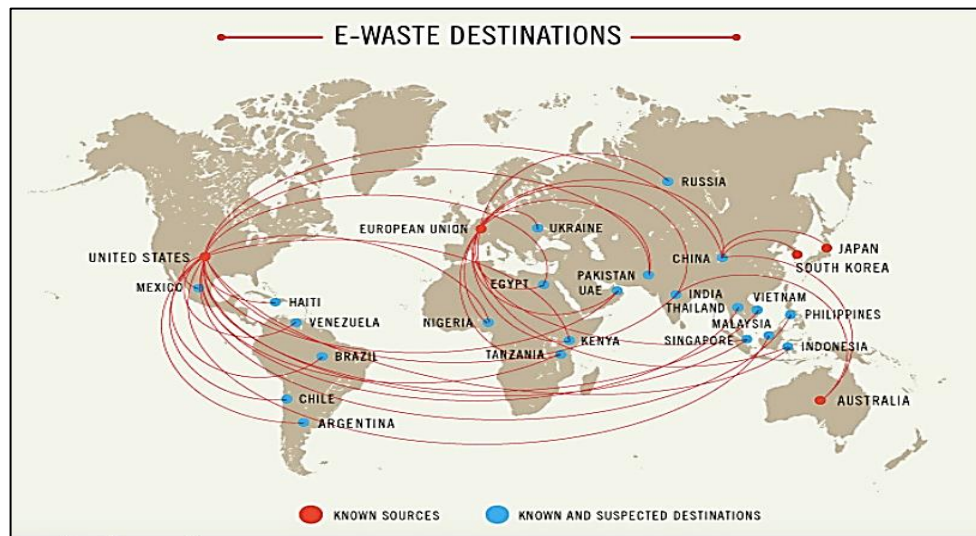 E-WASTE DESTINATIONS
RUSSIA
EUROPEAN UNION
UKRAINE
UNITED STATES
CHINA
JAPAN
SOUTH KOREA
MEXICO
HAITI
EGYPT
PAKISTAN
UAE
INDIA
THAILAND
VIETNAM
VENEZUELA
NIGERIA
MALAYSIA
PHILIPPINES
BRAZIL
KENYA
TANZANIA
SINGAPORE
INDONESIA
CHILE
ARGENTINA
AUSTRALIA
KNOWN SOURCES
KNOWN AND SUSPECTED DESTINATIONS